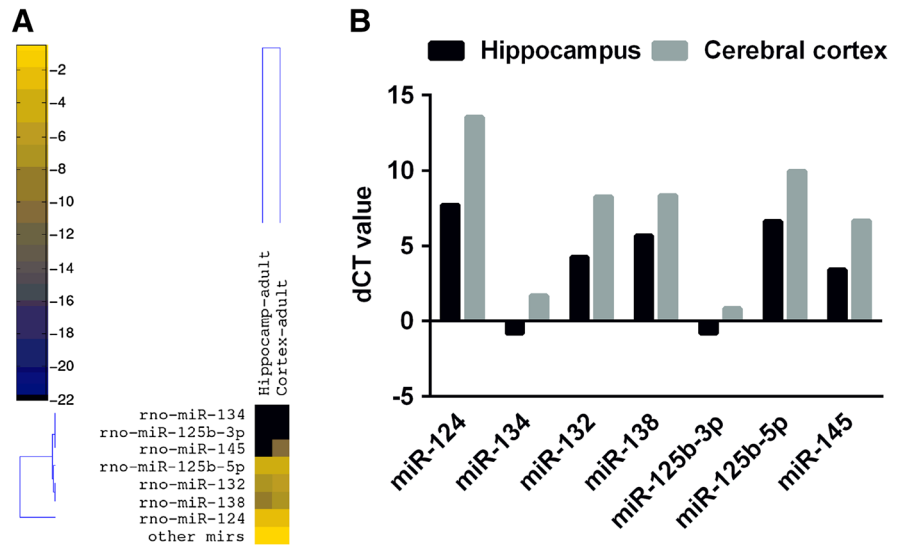 A
−2
−4
−6
−8
−10
−12
−14
−16
−18
−20
−22
Hippocamp-adult
Cortex-adult
rno-miR-134
rno-miR-125b-3p
rno-miR-145
rno-miR-125b-5p
rno-miR-132
rno-miR-138
rno-miR-124
other mirs
B
Hippocampus Cerebral cortex
dCT value
15
10
5
0
-5
miR-124
miR-134
miR-132
miR-138
miR-125b-3p
miR-125b-5p
miR-145